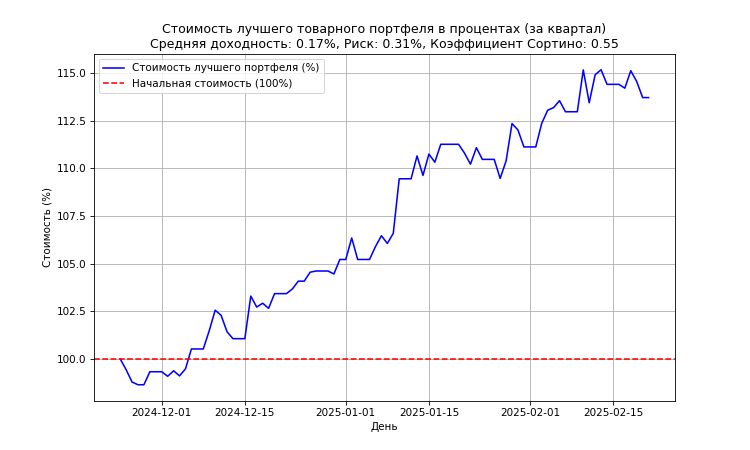 Стоимость лучшего товарного портфеля в процентах (за квартал)
Средняя доходность: 0.17%, Риск: 0.31%, Коэффициент Сортино: 0.55
Стоимость лучшего портфеля (%)
Начальная стоимость (100%)
Стоимость (%)
115.0
112.5
110.0
107.5
105.0
102.5
100.0
2024-12-01
2024-12-15
2025-01-01
2025-01-15
2025-02-01
2025-02-15
День